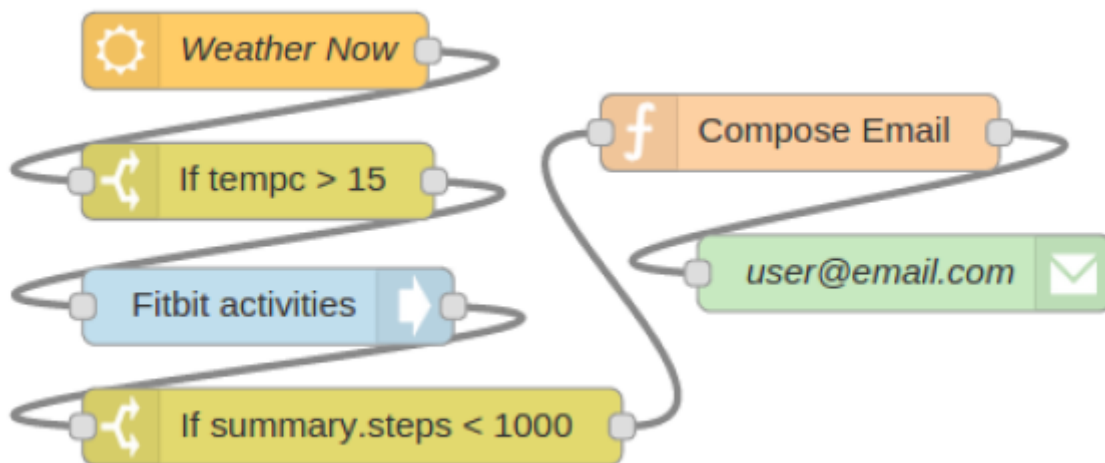 Weather Now
If tempc > 15
Fitbit activities
If summary.steps < 1000
Compose Email
user@email.com